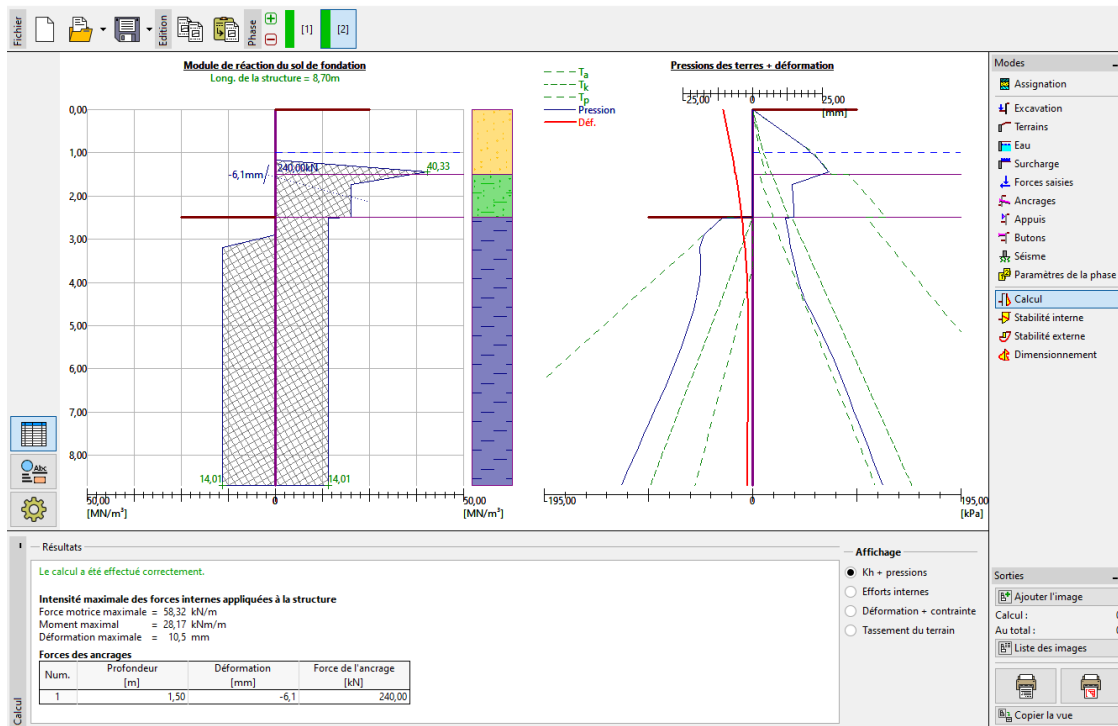 Fichier
Edition
Phase
[1]
[2]
Module de réaction du sol de fondation
Long. de la structure = 8,70m
0,00
1,00
2,00
3,00
4,00
5,00
6,00
7,00
8,00
-6,1mm
240,00kN
40,33
14,01
14,01
50,00
0
50,00
[MN/m³]
[MN/m³]
Pressions des terres + déformation
Ta
Tk
Tp
Pression
Déf.
-25,00
0
25,00
[mm]
-195,00
0
195,00
[kPa]
Modes
Assignation
Excavation
Terrains
Eau
Surcharge
Forces saisies
Ancrages
Appuis
Butons
Séisme
Paramètres de la phase
Calcul
Stabilité interne
Stabilité externe
Dimensionnement
Abc
Calcul
Résultats
Le calcul a été effectué correctement.
Intensité maximale des forces internes appliquées à la structure
Force motrice maximale = 58,32 kN/m
Moment maximal = 28,17 kNm/m
Déformation maximale = 10,5 mm
Forces des ancrages
Num. Profondeur [m] Déformation [mm] Force de l'ancrage [kN]
1 1,50 -6,1 240,00
Affichage
Kh + pressions
Efforts internes
Déformation + contrainte
Tassement du terrain
Sorties
Ajouter l'image
Calcul :
Au total :
Liste des images
Copier la vue